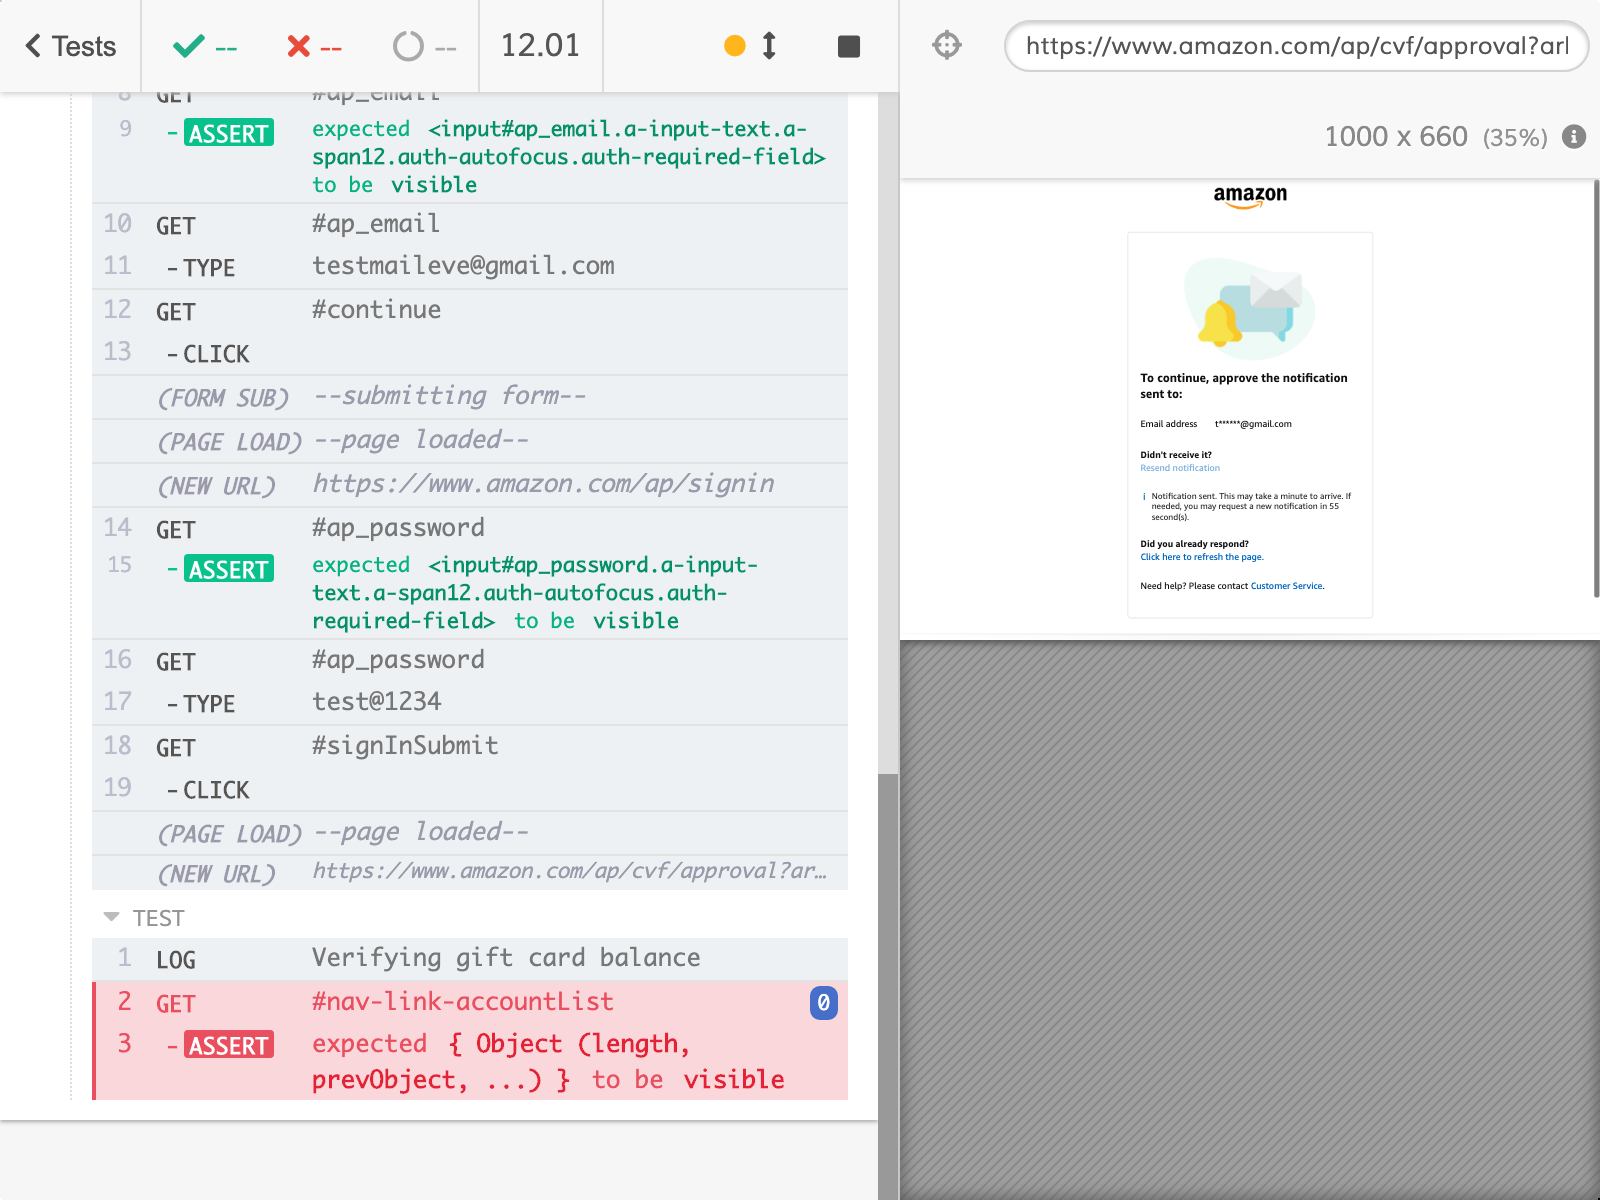 Tests
--
--
--
12.01
https://www.amazon.com/ap/cvf/approval?arl
1000 x 660 (35%)
8 GET #ap_email
9 -ASSERT expected <input#ap_email.a-input-text.a-
span12.auth-autofocus.auth-required-field>
to be visible
10 GET #ap_email
11 -TYPE testmaileve@gmail.com
12 GET #continue
13 -CLICK
(FORM SUB) --submitting form--
(PAGE LOAD) --page loaded--
(NEW URL) https://www.amazon.com/ap/signin
14 GET #ap_password
15 -ASSERT expected <input#ap_password.a-input-
text.a-span12.auth-autofocus.auth-
required-field> to be visible
16 GET #ap_password
17 -TYPE test@1234
18 GET #signInSubmit
19 -CLICK
(PAGE LOAD) --page loaded--
(NEW URL) https://www.amazon.com/ap/cvf/approval?ar…
TEST
1 LOG Verifying gift card balance
2 GET #nav-link-accountList 0
3 -ASSERT expected { Object (length,
prevObject, ...) } to be visible
amazon
To continue, approve the notification
sent to:
Email address t******@gmail.com
Didn't receive it?
Resend notification
i Notification sent. This may take a minute to arrive. If
needed, you may request a new notification in 55
second(s).
Did you already respond?
Click here to refresh the page.
Need help? Please contact Customer Service.